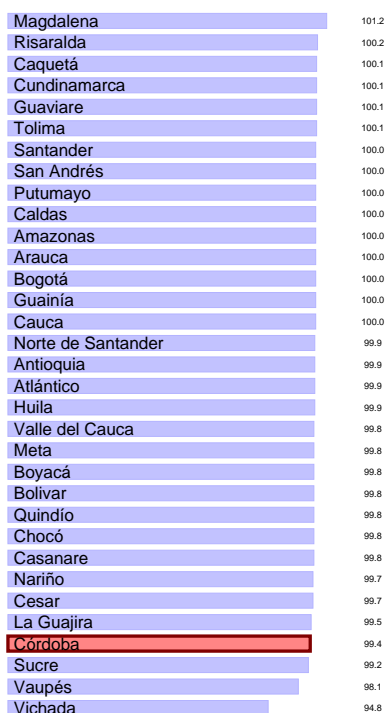 Magdalena 101.2
Risaralda 100.2
Caquetá 100.1
Cundinamarca 100.1
Guaviare 100.1
Tolima 100.1
Santander 100.0
San Andrés 100.0
Putumayo 100.0
Caldas 100.0
Amazonas 100.0
Arauca 100.0
Bogotá 100.0
Guainía 100.0
Cauca 100.0
Norte de Santander 99.9
Antioquia 99.9
Atlántico 99.9
Huila 99.9
Valle del Cauca 99.8
Meta 99.8
Boyacá 99.8
Bolivar 99.8
Quindío 99.8
Chocó 99.8
Casanare 99.8
Nariño 99.7
Cesar 99.7
La Guajira 99.5
Córdoba 99.4
Sucre 99.2
Vaupés 98.1
Vichada 94.8